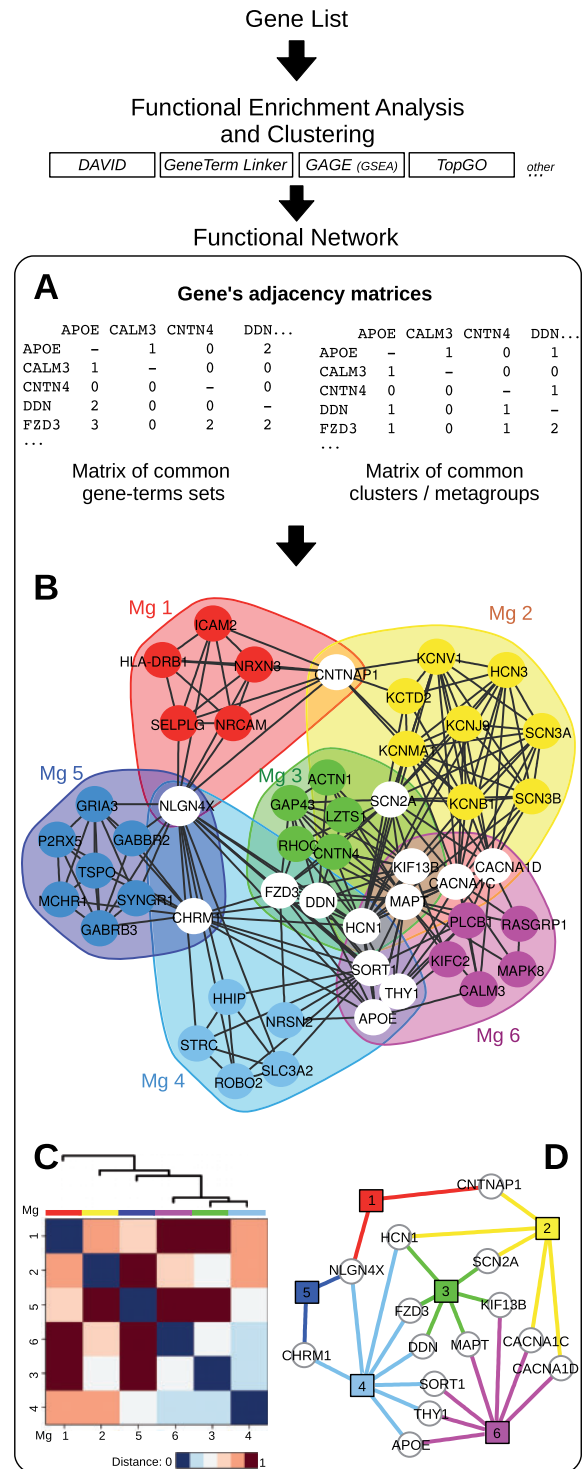 Gene List
Functional Enrichment Analysis
and Clustering
DAVID
GeneTerm Linker
GAGE (GSEA)
TopGO
other
...
Functional Network
A
Gene's adjacency matrices
APOE CALM3 CNTN4 DDN...
APOE – 1 0 2
CALM3 1 – 0 0
CNTN4 0 0 – 0
DDN 2 0 0 –
FZD3 3 0 2 2
...
Matrix of common
gene-terms sets
APOE CALM3 CNTN4 DDN...
APOE - 1 0 1
CALM3 1 - 0 0
CNTN4 0 0 - 1
DDN 1 0 1 -
FZD3 1 0 1 2
...
Matrix of common
clusters / metagroups
B
Mg 1
Mg 2
ICAM2
HLA-DRB1
NRXN3
CNTNAP1
KCNV1
HCN3
KCTD2
SELPLG
NRCAM
KCNJ9
SCN3A
KCNMA
Mg 5
Mg 3
ACTN1
GRIA3
NLGN4X
GAP43
SCN2A
KCNB1
SCN3B
LZTS1
P2RX5
GABBR2
RHOC
CNTN4
TSPO
KIF13B
CACNA1D
CACNA1C
MCHR1
SYNGR1
FZD3
DDN
MAPT
CHRM1
GABRB3
HCN1
PLCB1
RASGRP1
SORT1
KIFC2
MAPK8
THY1
CALM3
HHIP
NRSN2
APOE
STRC
Mg 6
SLC3A2
ROBO2
Mg 4
C
Mg
1
2
5
6
3
4
Mg 1 2 5 6 3 4
Distance: 0 1
D
CNTNAP1
1
2
HCN1
SCN2A
NLGN4X
5
3
KIF13B
FZD3
DDN
MAPT
CACNA1C
CHRM1
CACNA1D
4
SORT1
THY1
6
APOE